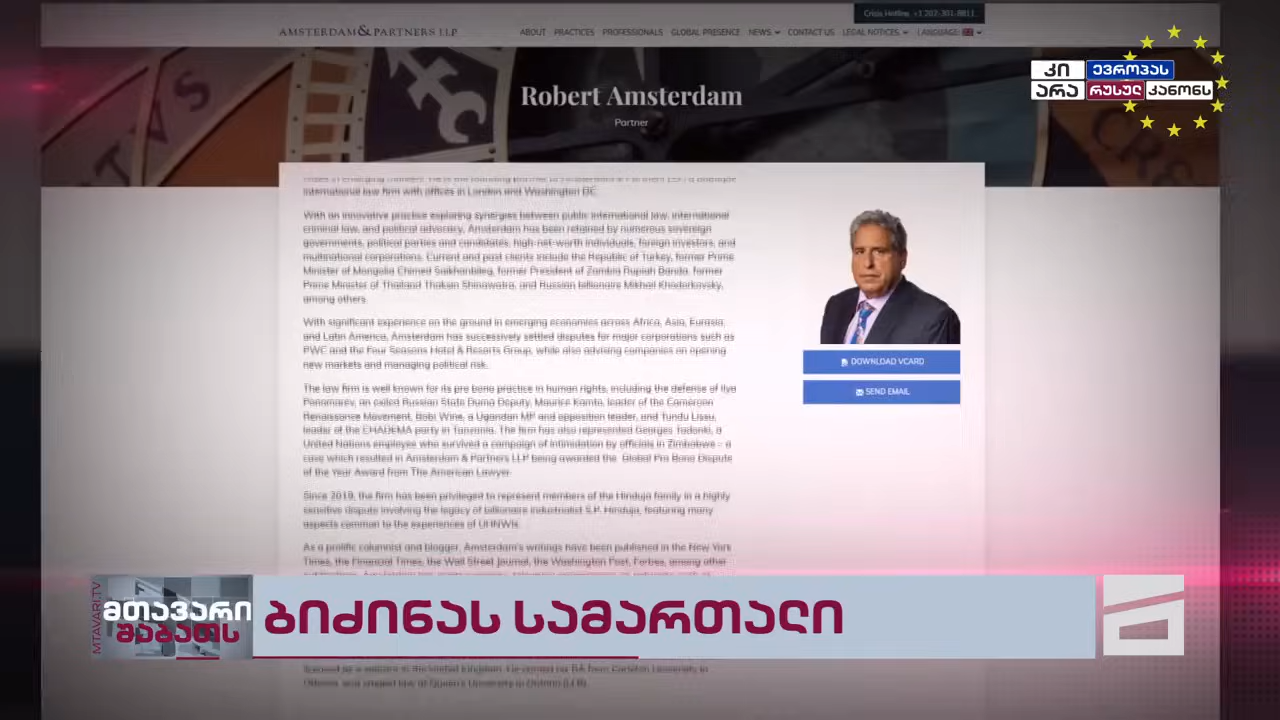 Crisis Hotline +1 202-301-8811
AMSTERDAM & PARTNERS LLP
ABOUT PRACTICES PROFESSIONALS GLOBAL PRESENCE NEWS CONTACT US LEGAL NOTICES LANGUAGE:
კი ევროპას
არა რუსულ კანონს
Robert Amsterdam
Partner
international law firm with offices in London and Washington DC.
With an innovative practice exploring synergies between public international law, international
criminal law, and political advocacy, Amsterdam has been retained by numerous sovereign
governments, political parties and candidates, high-net-worth individuals, foreign investors, and
multinational corporations. Current and past clients include the Republic of Turkey, former Prime
Minister of Mongolia Chimed Saikhanbileg, former President of Zambia Rupiah Banda, former
Prime Minister of Thailand Thaksin Shinawatra, and Russian billionaire Mikhail Khodorkovsky,
among others.
With significant experience on the ground in emerging economies across Africa, Asia, Eurasia,
and Latin America, Amsterdam has successively settled disputes for major corporations such as
PWC and the Four Seasons Hotel & Resorts Group, while also advising companies on opening
new markets and managing political risk.
The law firm is well known for its pro bono practice in human rights, including the defense of Ilya
Ponomarev, an exiled Russian State Duma Deputy, Maurice Kamto, leader of the Cameroon
Renaissance Movement, Bobi Wine, a Ugandan MP and opposition leader, and Tundu Lissu,
leader of the CHADEMA party in Tanzania. The firm has also represented Georges Tadonki, a
United Nations employee who survived a campaign of intimidation by officials in Zimbabwe – a
case which resulted in Amsterdam & Partners LLP being awarded the Global Pro Bono Dispute
of the Year Award from The American Lawyer.
Since 2019, the firm has been privileged to represent members of the Hinduja family in a highly
sensitive dispute involving the legacy of billionaire industrialist S.P. Hinduja, featuring many
aspects common to the experiences of UHNWIs.
As a prolific columnist and blogger, Amsterdam's writings have been published in the New York
Times, the Financial Times, the Wall Street Journal, the Washington Post, Forbes, among other
DOWNLOAD VCARD
SEND EMAIL
MTAVARI.TV
მთავარი
შაბათს
ბიძინას სამართალი
Ottawa, and studied law at Queen's University in Ontario (LLB).